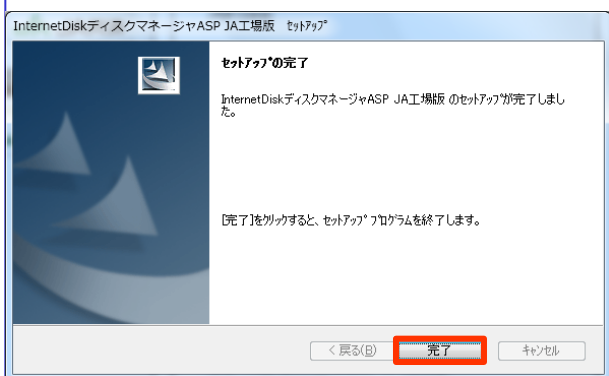 InternetDiskディスクマネージャASP JA工場版 ｾｯﾄｱｯﾌﾟ
ｾｯﾄｱｯﾌﾟの完了
InternetDiskディスクマネージャASP JA工場版 のｾｯﾄｱｯﾌﾟが完了しまし
た。
[完了]をｸﾘｯｸすると、ｾｯﾄｱｯﾌﾟ ﾌﾟﾛｸﾞﾗﾑを終了します。
< 戻る(B)
完了
ｷｬﾝｾﾙ